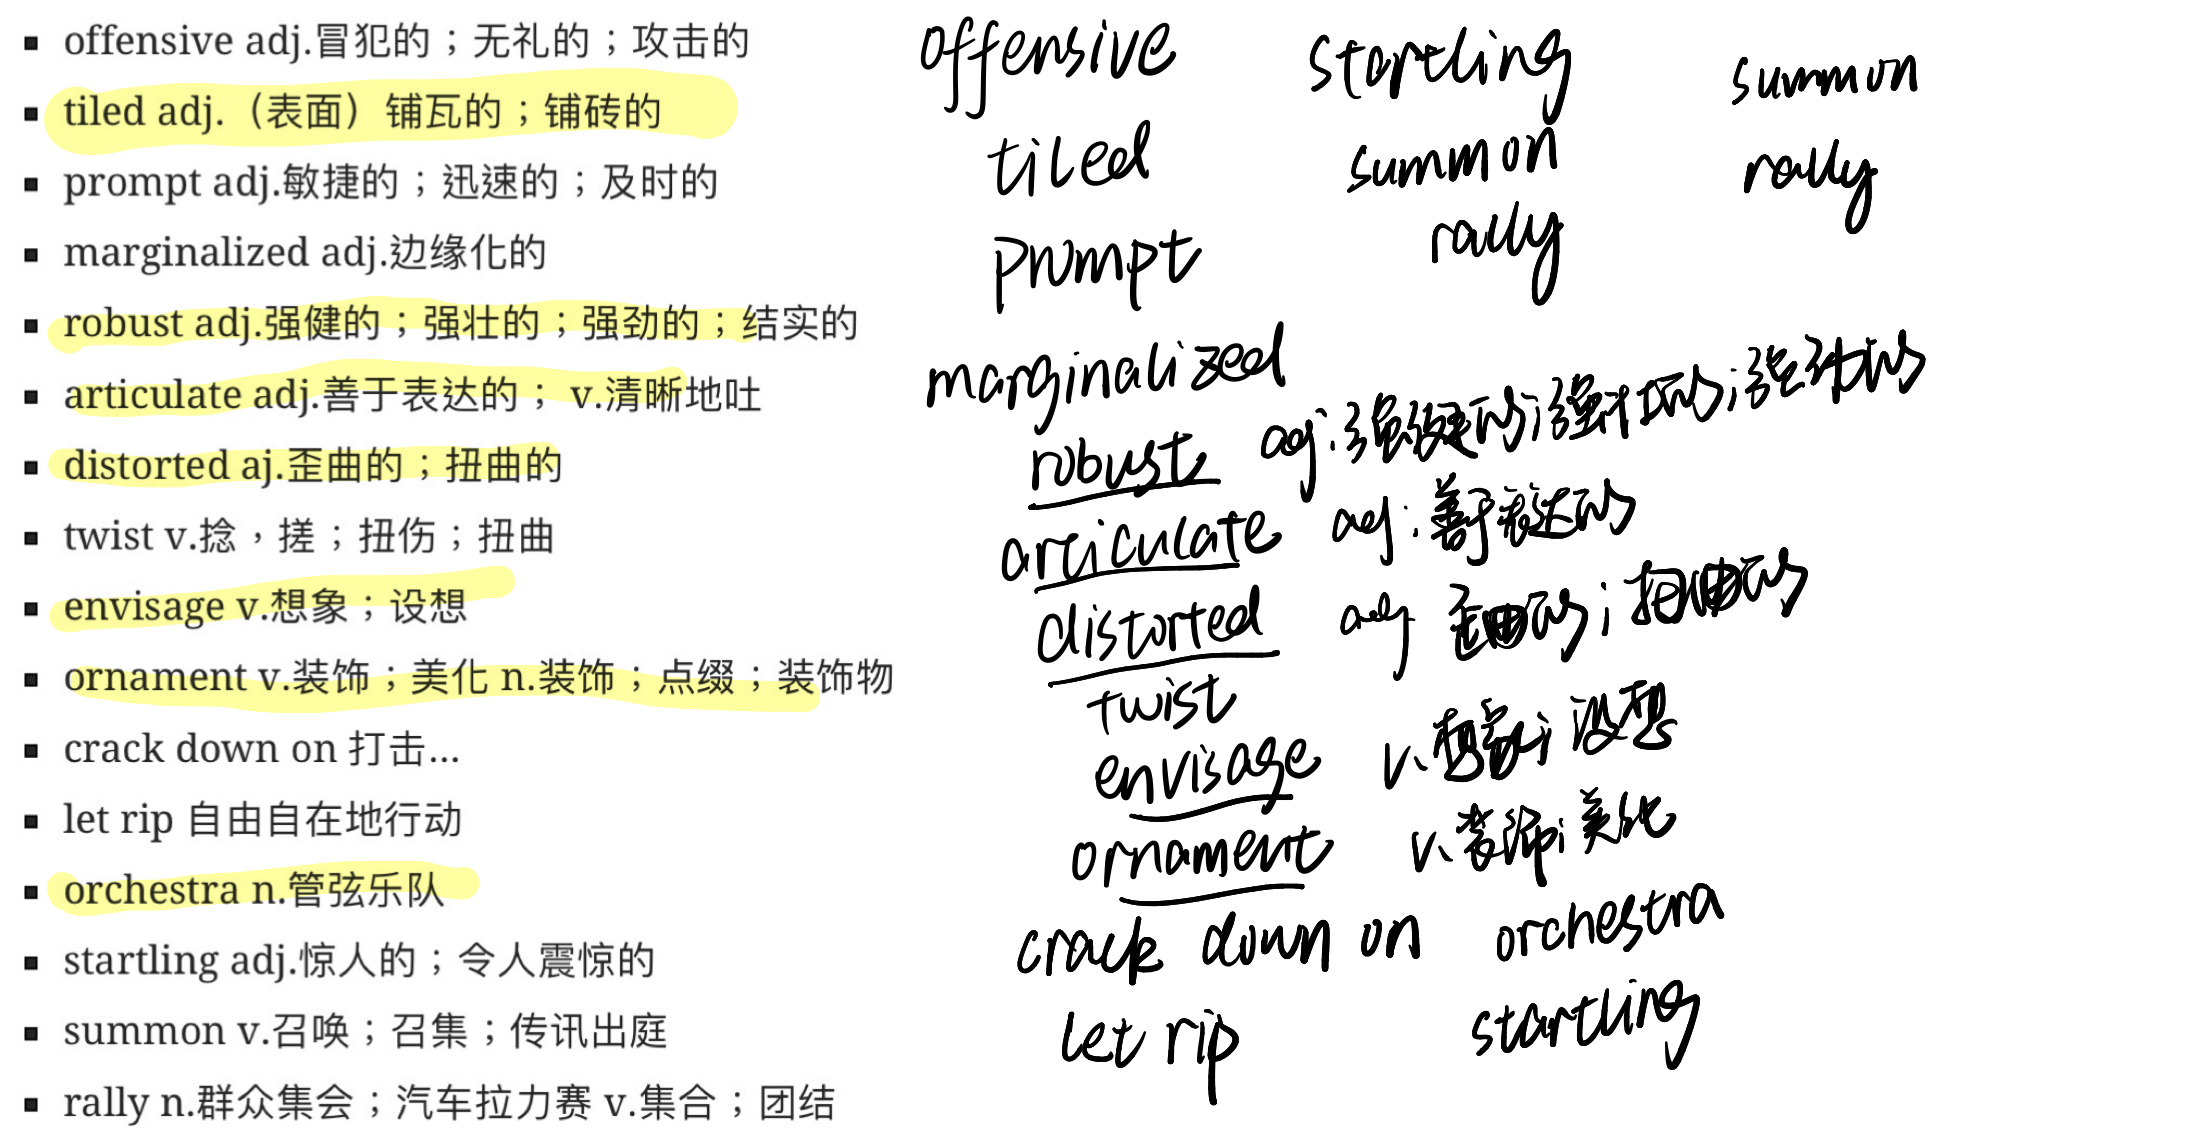 offensive adj.冒犯的；无礼的；攻击的
tiled adj.（表面）铺瓦的；铺砖的
prompt adj.敏捷的；迅速的；及时的
marginalized adj.边缘化的
robust adj.强健的；强壮的；强劲的；结实的
articulate adj.善于表达的； v.清晰地吐
distorted aj.歪曲的；扭曲的
twist v.捻，搓；扭伤；扭曲
envisage v.想象；设想
ornament v.装饰；美化 n.装饰；点缀；装饰物
crack down on 打击...
let rip 自由自在地行动
orchestra n.管弦乐队
startling adj.惊人的；令人震惊的
summon v.召唤；召集；传讯出庭
rally n.群众集会；汽车拉力赛 v.集合；团结
offensive startling summon
tiled summon rally
prompt rally
marginalized
robust adj.强健的；强壮的；强劲的
articulate adj.善于表达的
distorted adj 歪曲的；扭曲的
twist
envisage v.想象；设想
ornament v.装饰；美化
crack down on orchestra
let rip startling